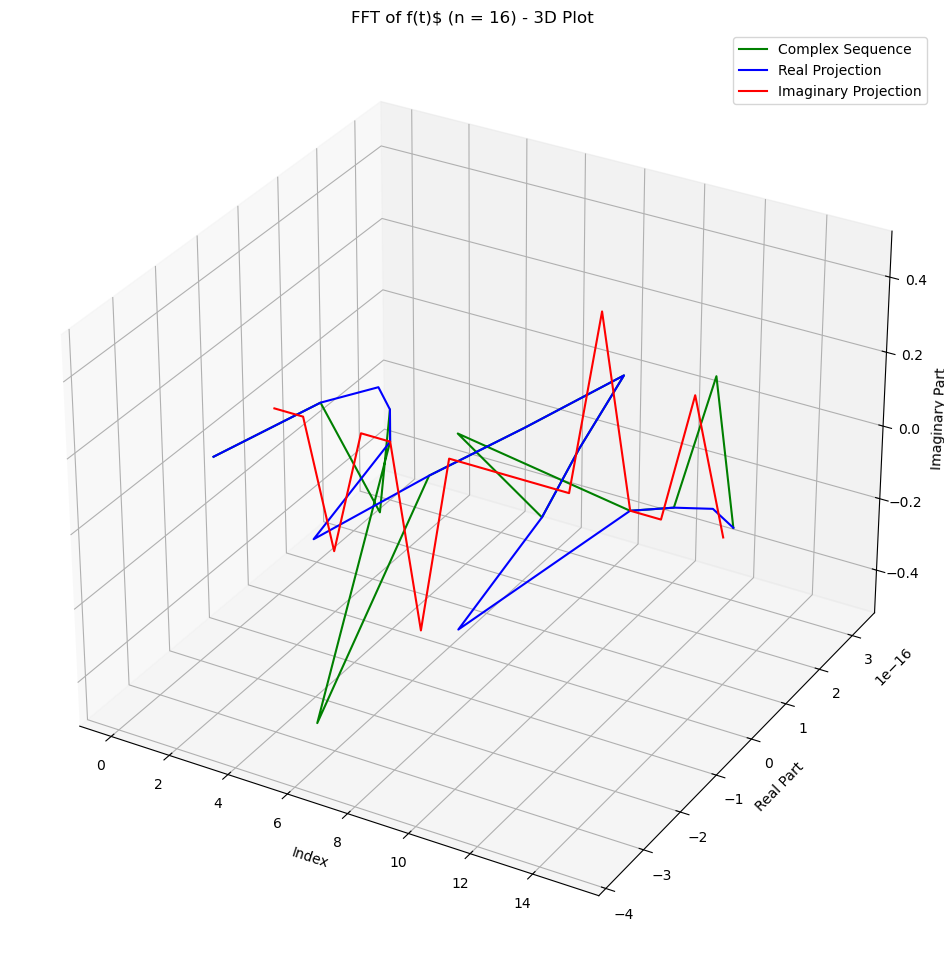 FFT of f(t)$ (n = 16) - 3D Plot
Complex Sequence
Real Projection
Imaginary Projection
0.4
0.2
0.0
−0.2
−0.4
Imaginary Part
1e−16
3
2
1
0
−1
−2
−3
−4
Real Part
0
2
4
6
8
10
12
14
Index